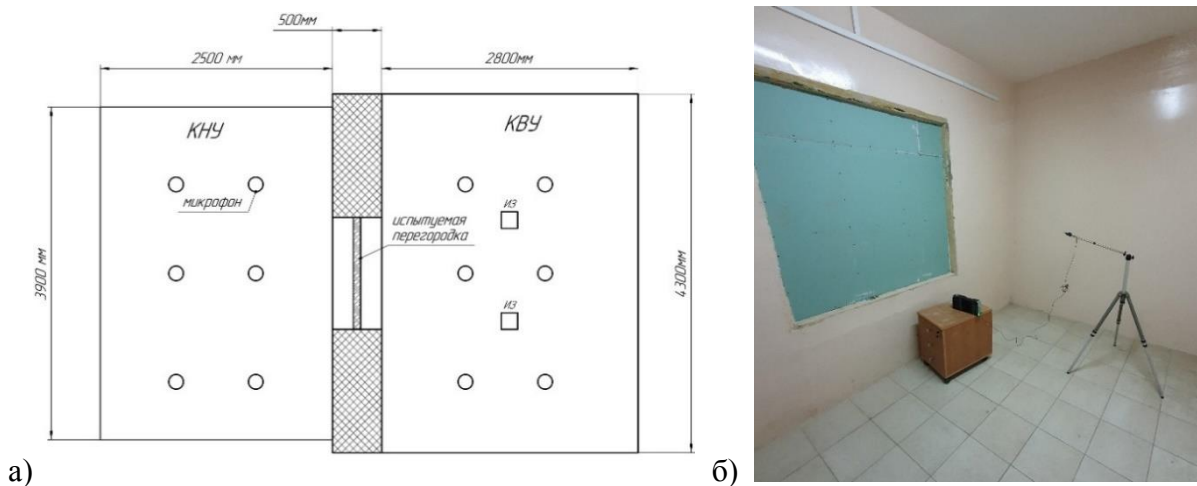 500мм
2500 мм
2800мм
КНУ
КВУ
микрофон
ИЗ
испытуемая
перегородка
ИЗ
3900 мм
4300мм
а)
б)